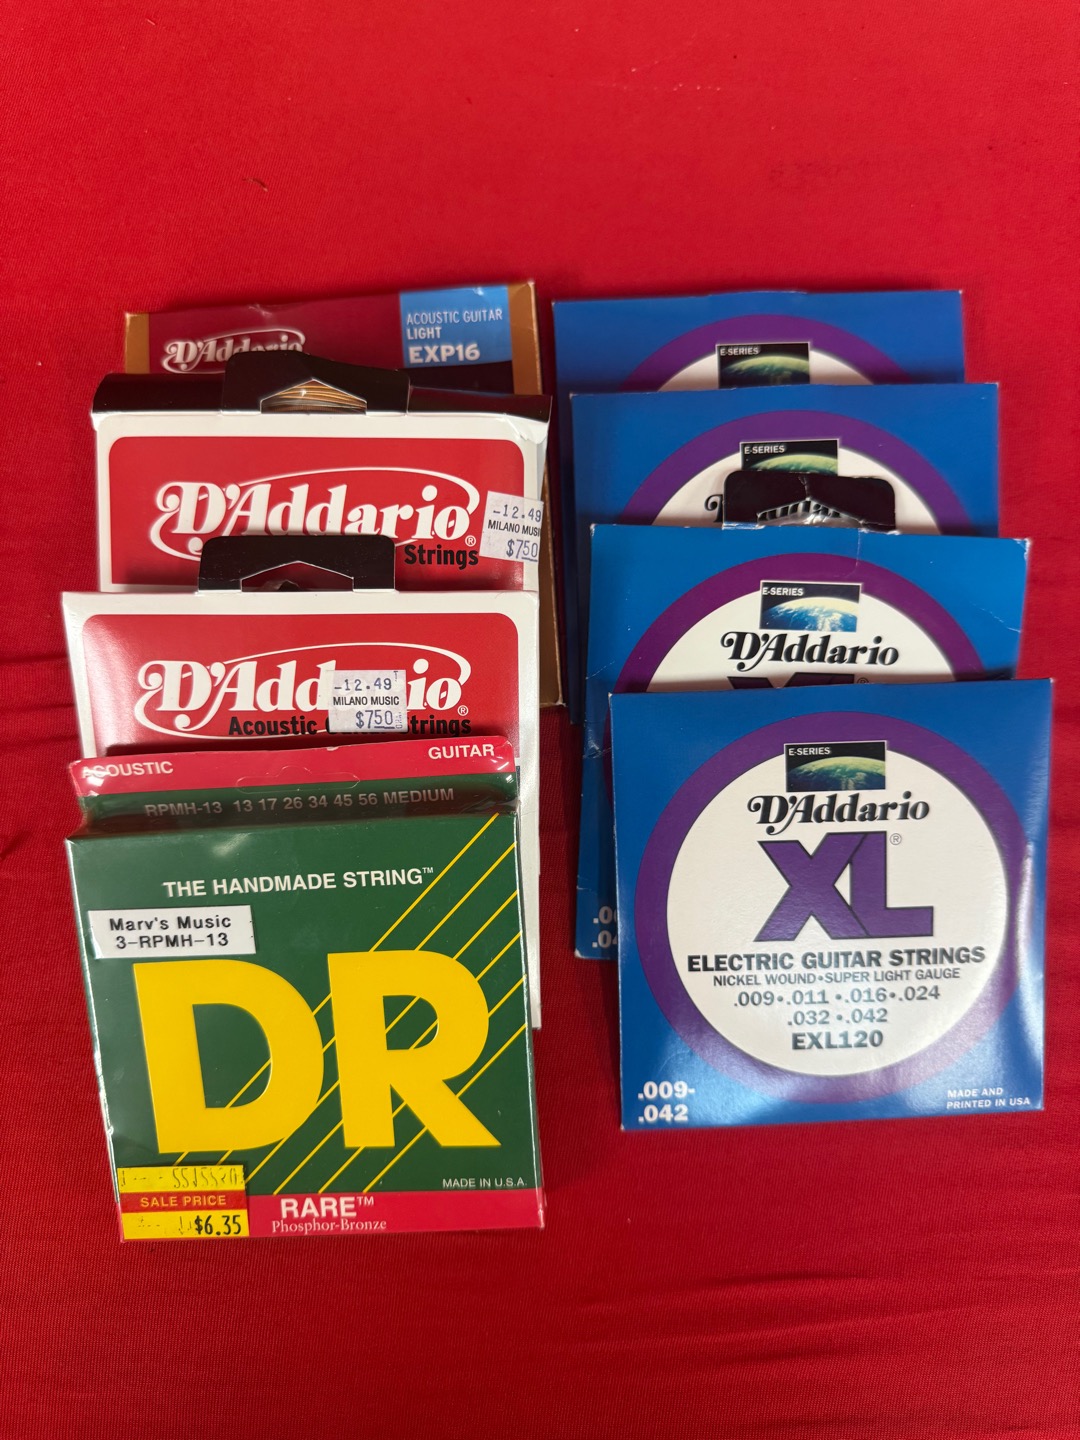 ACOUSTIC GUITAR
LIGHT
EXP16
D'Addario
D'Addario®
Strings
-12.49
MILANO MUSIC
$750
D'Addario®
Acoustic Strings
-12.49
MILANO MUSIC
$750
ACOUSTIC GUITAR
RPMH-13 13 17 26 34 45 56 MEDIUM
THE HANDMADE STRING™
Marv's Music
3-RPMH-13
DR
MADE IN U.S.A.
SALE PRICE
$6.35
RARE™
Phosphor-Bronze
E-SERIES
E-SERIES
E-SERIES
D'Addario
E-SERIES
D'Addario
XL®
ELECTRIC GUITAR STRINGS
NICKEL WOUND•SUPER LIGHT GAUGE
.009•.011•.016•.024
.032•.042
EXL120
.009-
.042
MADE AND
PRINTED IN USA